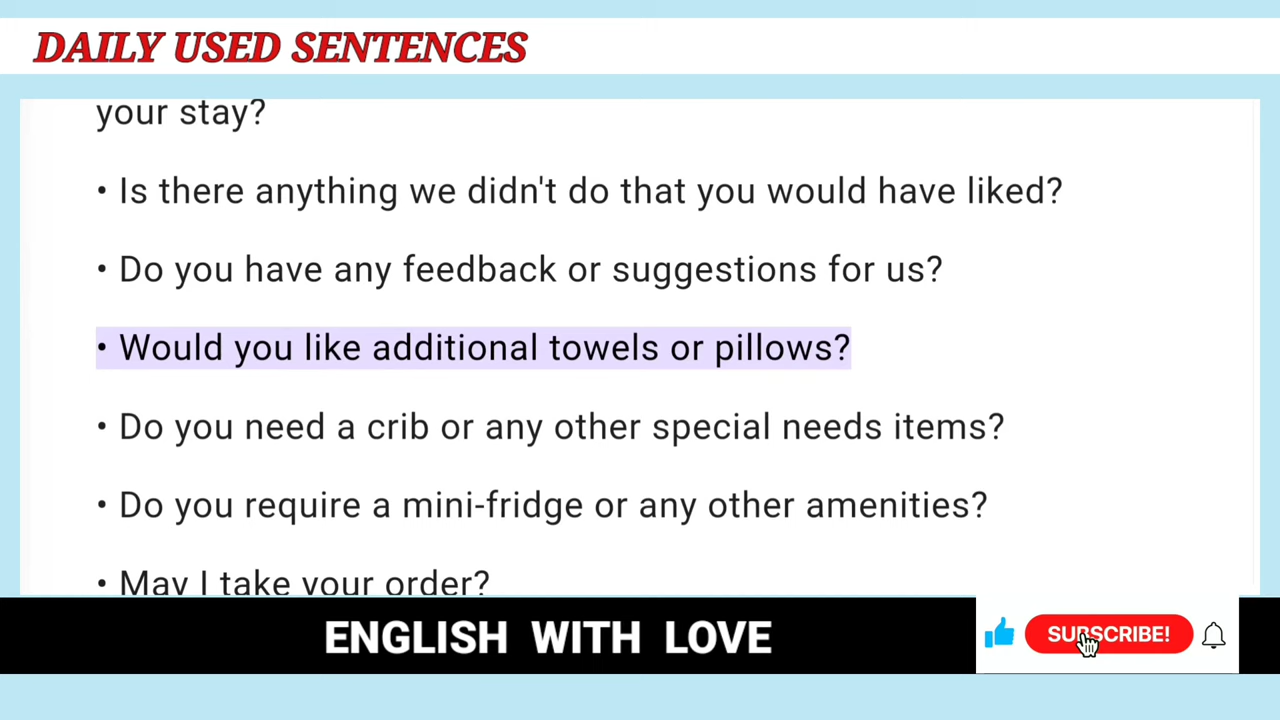 DAILY USED SENTENCES
your stay?
• Is there anything we didn't do that you would have liked?
• Do you have any feedback or suggestions for us?
• Would you like additional towels or pillows?
• Do you need a crib or any other special needs items?
• Do you require a mini-fridge or any other amenities?
• May I take your order?
ENGLISH WITH LOVE
SUBSCRIBE!